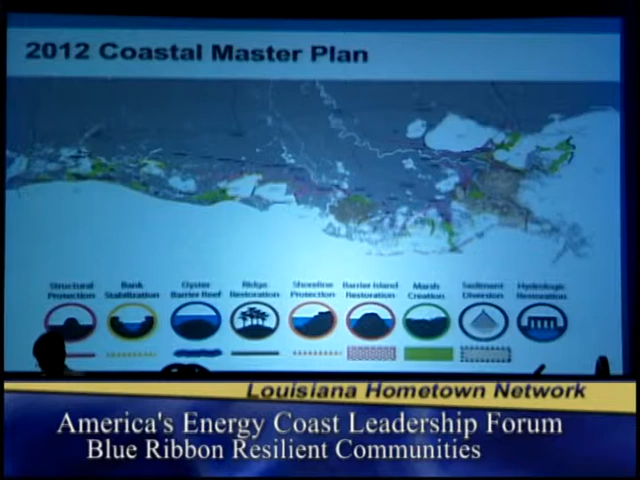 2012 Coastal Master Plan
Structural Protection
Bank Stabilization
Oyster Barrier Reef
Ridge Restoration
Shoreline Protection
Barrier Island Restoration
Marsh Creation
Sediment Diversion
Hydrologic Restoration
Louisiana Hometown Network
America's Energy Coast Leadership Forum
Blue Ribbon Resilient Communities